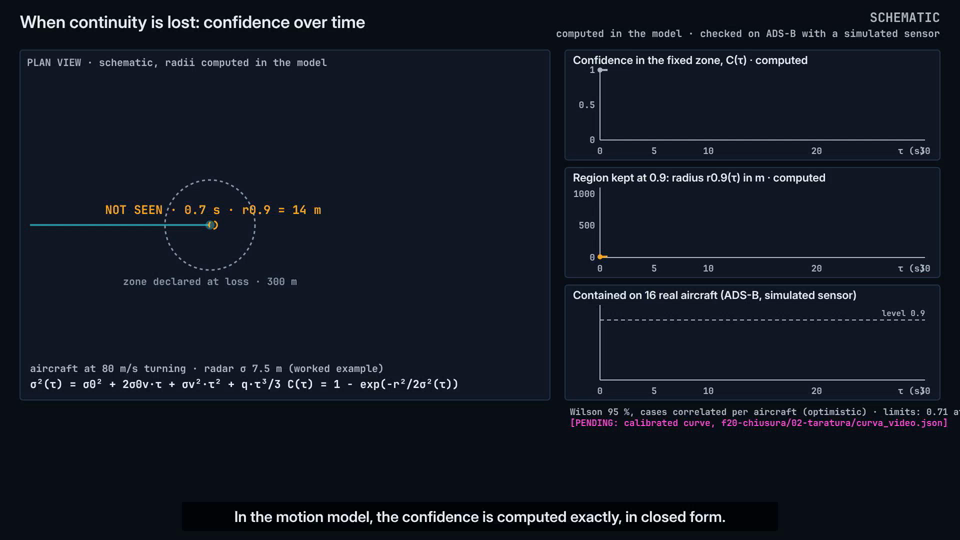 When continuity is lost: confidence over time
SCHEMATIC
computed in the model · checked on ADS-B with a simulated sensor
PLAN VIEW · schematic, radii computed in the model
NOT SEEN · 0.7 s · r0.9 = 14 m
zone declared at loss · 300 m
aircraft at 80 m/s turning · radar σ 7.5 m (worked example)
σ²(τ) = σ0² + 2σ0v·τ + σv²·τ² + q·τ³/3 C(τ) = 1 - exp(-r²/2σ²(τ))
Confidence in the fixed zone, C(τ) · computed
1
0.5
0
0 5 10 20 τ (s) 30
Region kept at 0.9: radius r0.9(τ) in m · computed
1000
500
0
0 5 10 20 τ (s) 30
Contained on 16 real aircraft (ADS-B, simulated sensor)
level 0.9
0 5 10 20 τ (s) 30
Wilson 95 %, cases correlated per aircraft (optimistic) · limits: 0.71
[PENDING: calibrated curve, f20-chiusura/02-taratura/curva_video.json]
In the motion model, the confidence is computed exactly, in closed form.